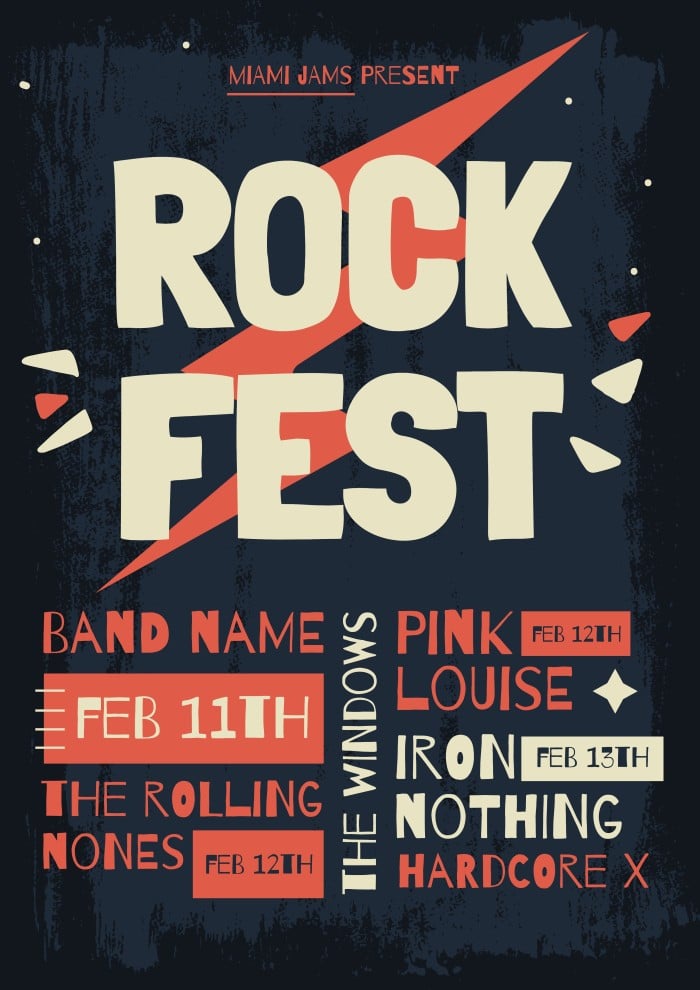 MIAMI JAMS PRESENT
ROCK
FEST
BAND NAME
FEB 11TH
THE ROLLING
NONES
FEB 12TH
THE WINDOWS
PINK
FEB 12TH
LOUISE
IRON
FEB 13TH
NOTHING
HARDCORE X